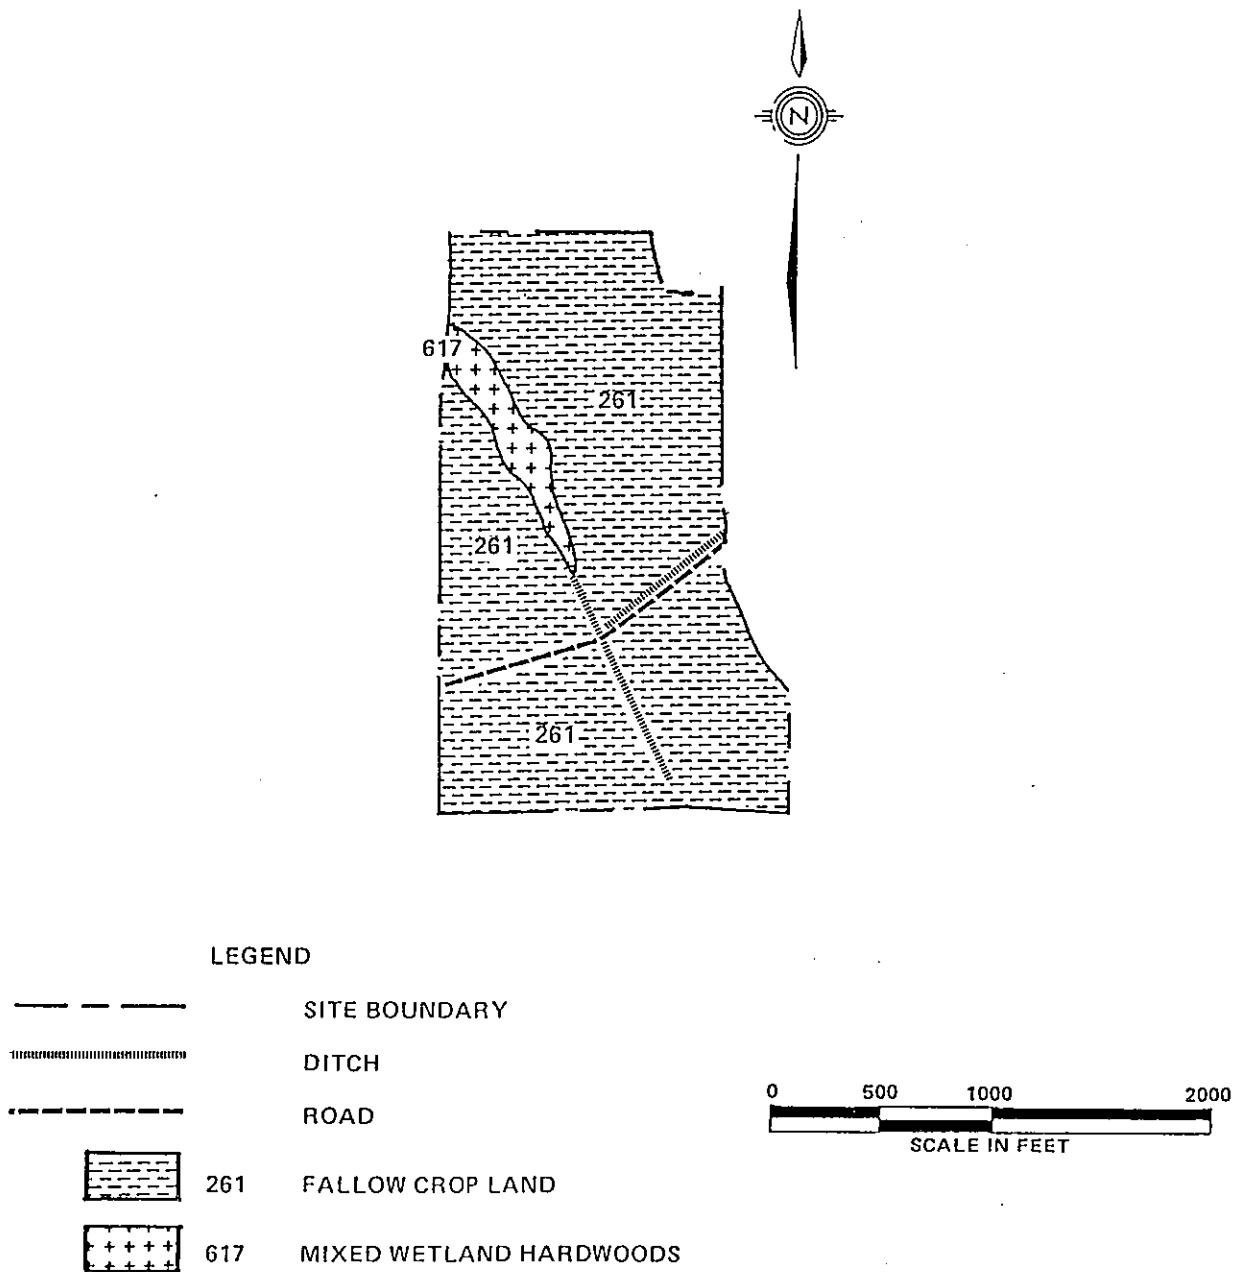 N
617
261
261
261
LEGEND
SITE BOUNDARY
DITCH
ROAD
261 FALLOW CROP LAND
617 MIXED WETLAND HARDWOODS
0 500 1000 2000
SCALE IN FEET